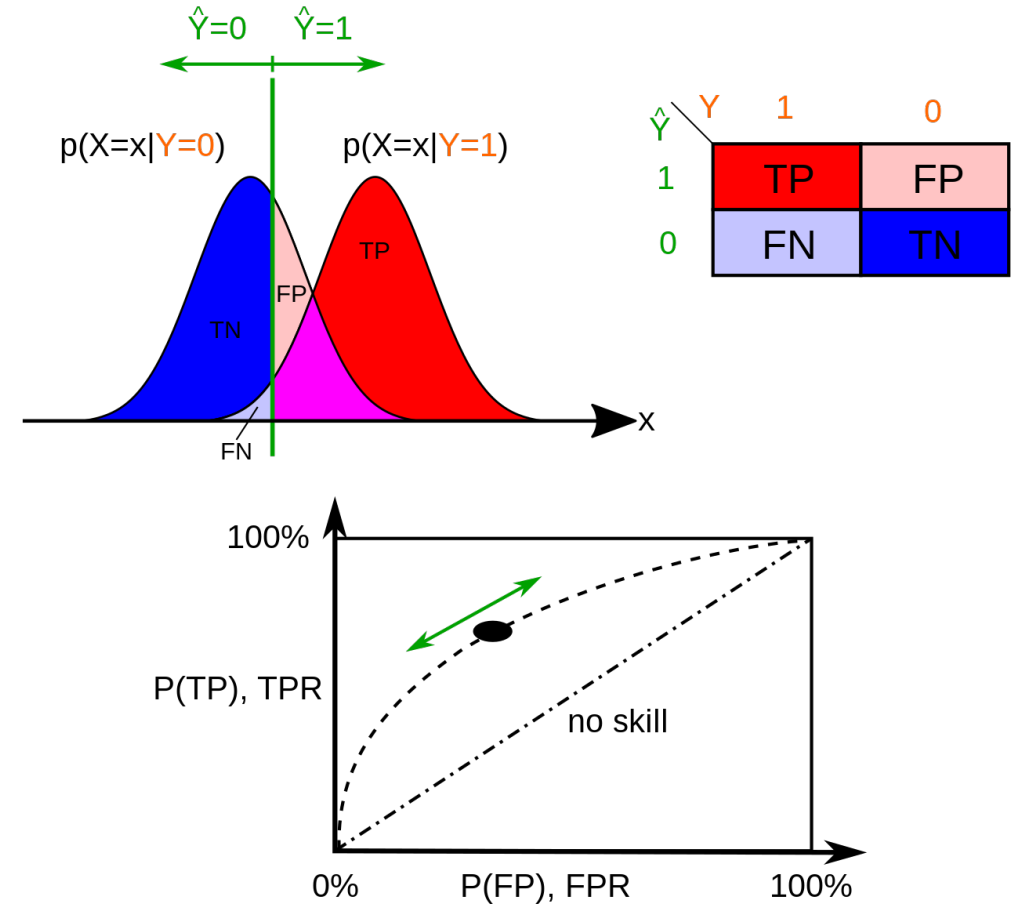 Ŷ=0 Ŷ=1
p(X=x|Y=0) p(X=x|Y=1)
TP
FP
TN
FN
x
Y 1 0
Ŷ
1 TP FP
0 FN TN
100%
P(TP), TPR
no skill
0% P(FP), FPR 100%